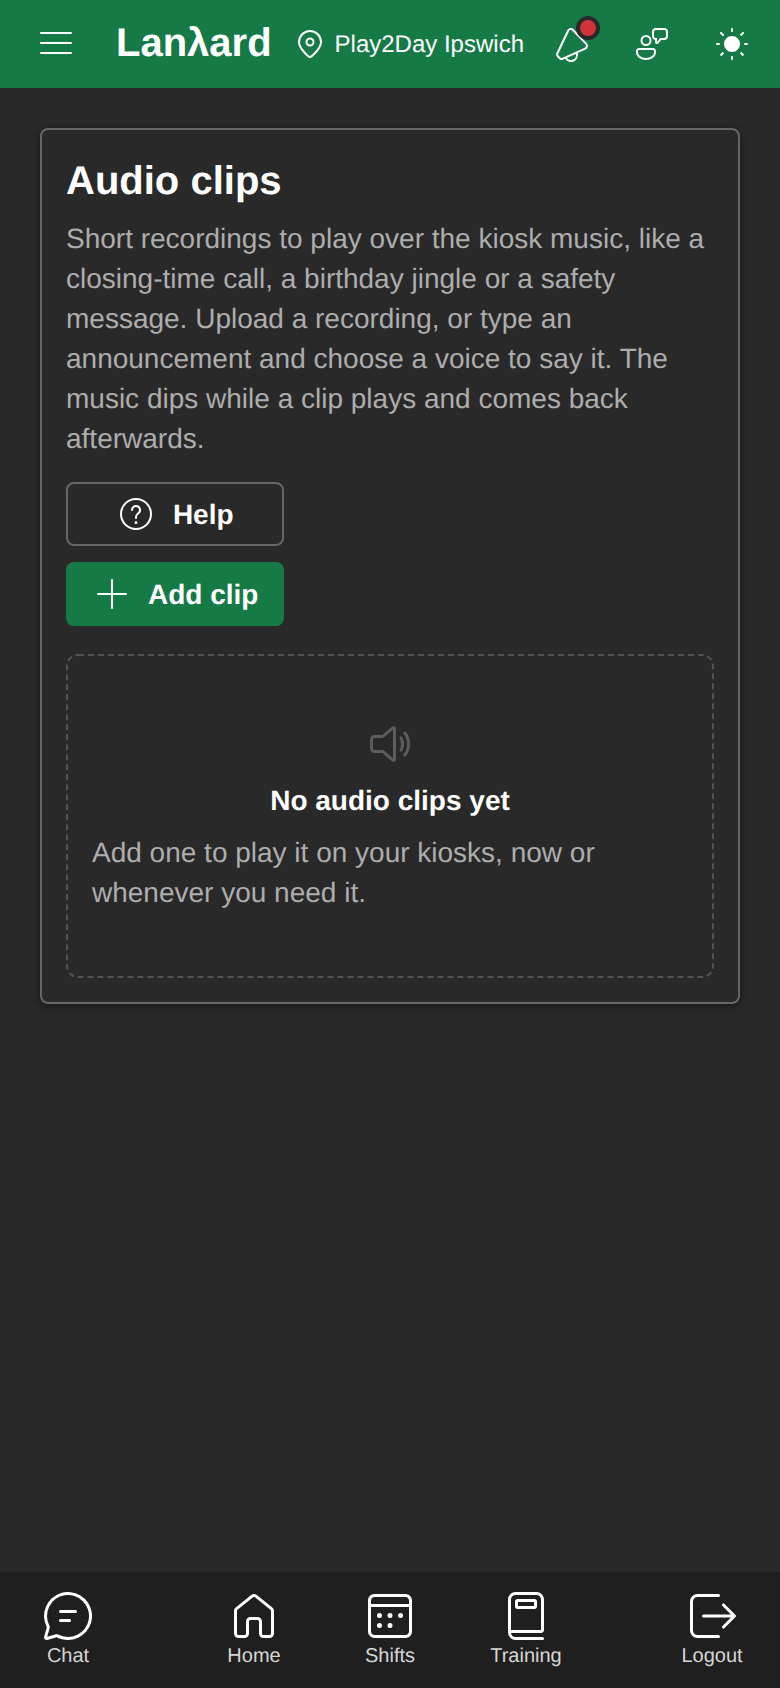 Lanλard
Play2Day Ipswich
Audio clips
Short recordings to play over the kiosk music, like a
closing-time call, a birthday jingle or a safety
message. Upload a recording, or type an
announcement and choose a voice to say it. The
music dips while a clip plays and comes back
afterwards.
Help
Add clip
No audio clips yet
Add one to play it on your kiosks, now or
whenever you need it.
Chat
Home
Shifts
Training
Logout